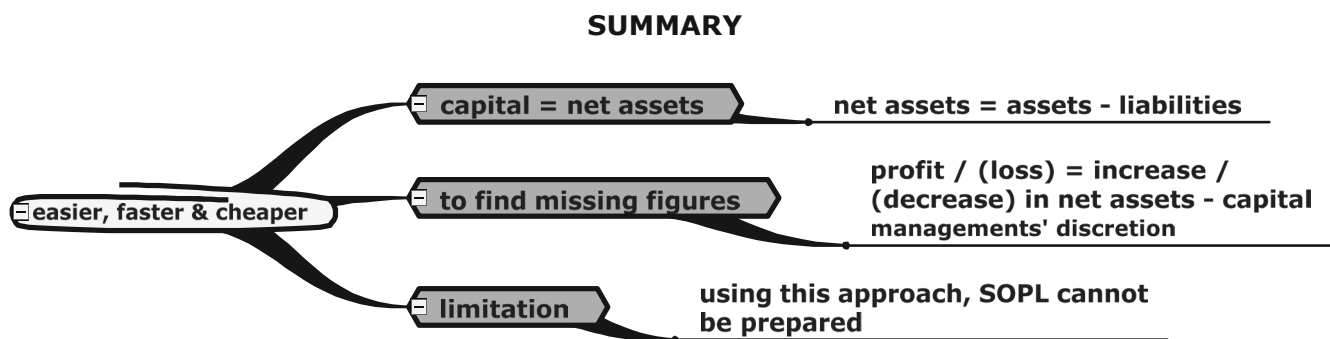 SUMMARY
capital = net assets
net assets = assets - liabilities
easier, faster & cheaper
to find missing figures
profit / (loss) = increase /
(decrease) in net assets - capital
managements' discretion
limitation
using this approach, SOPL cannot
be prepared